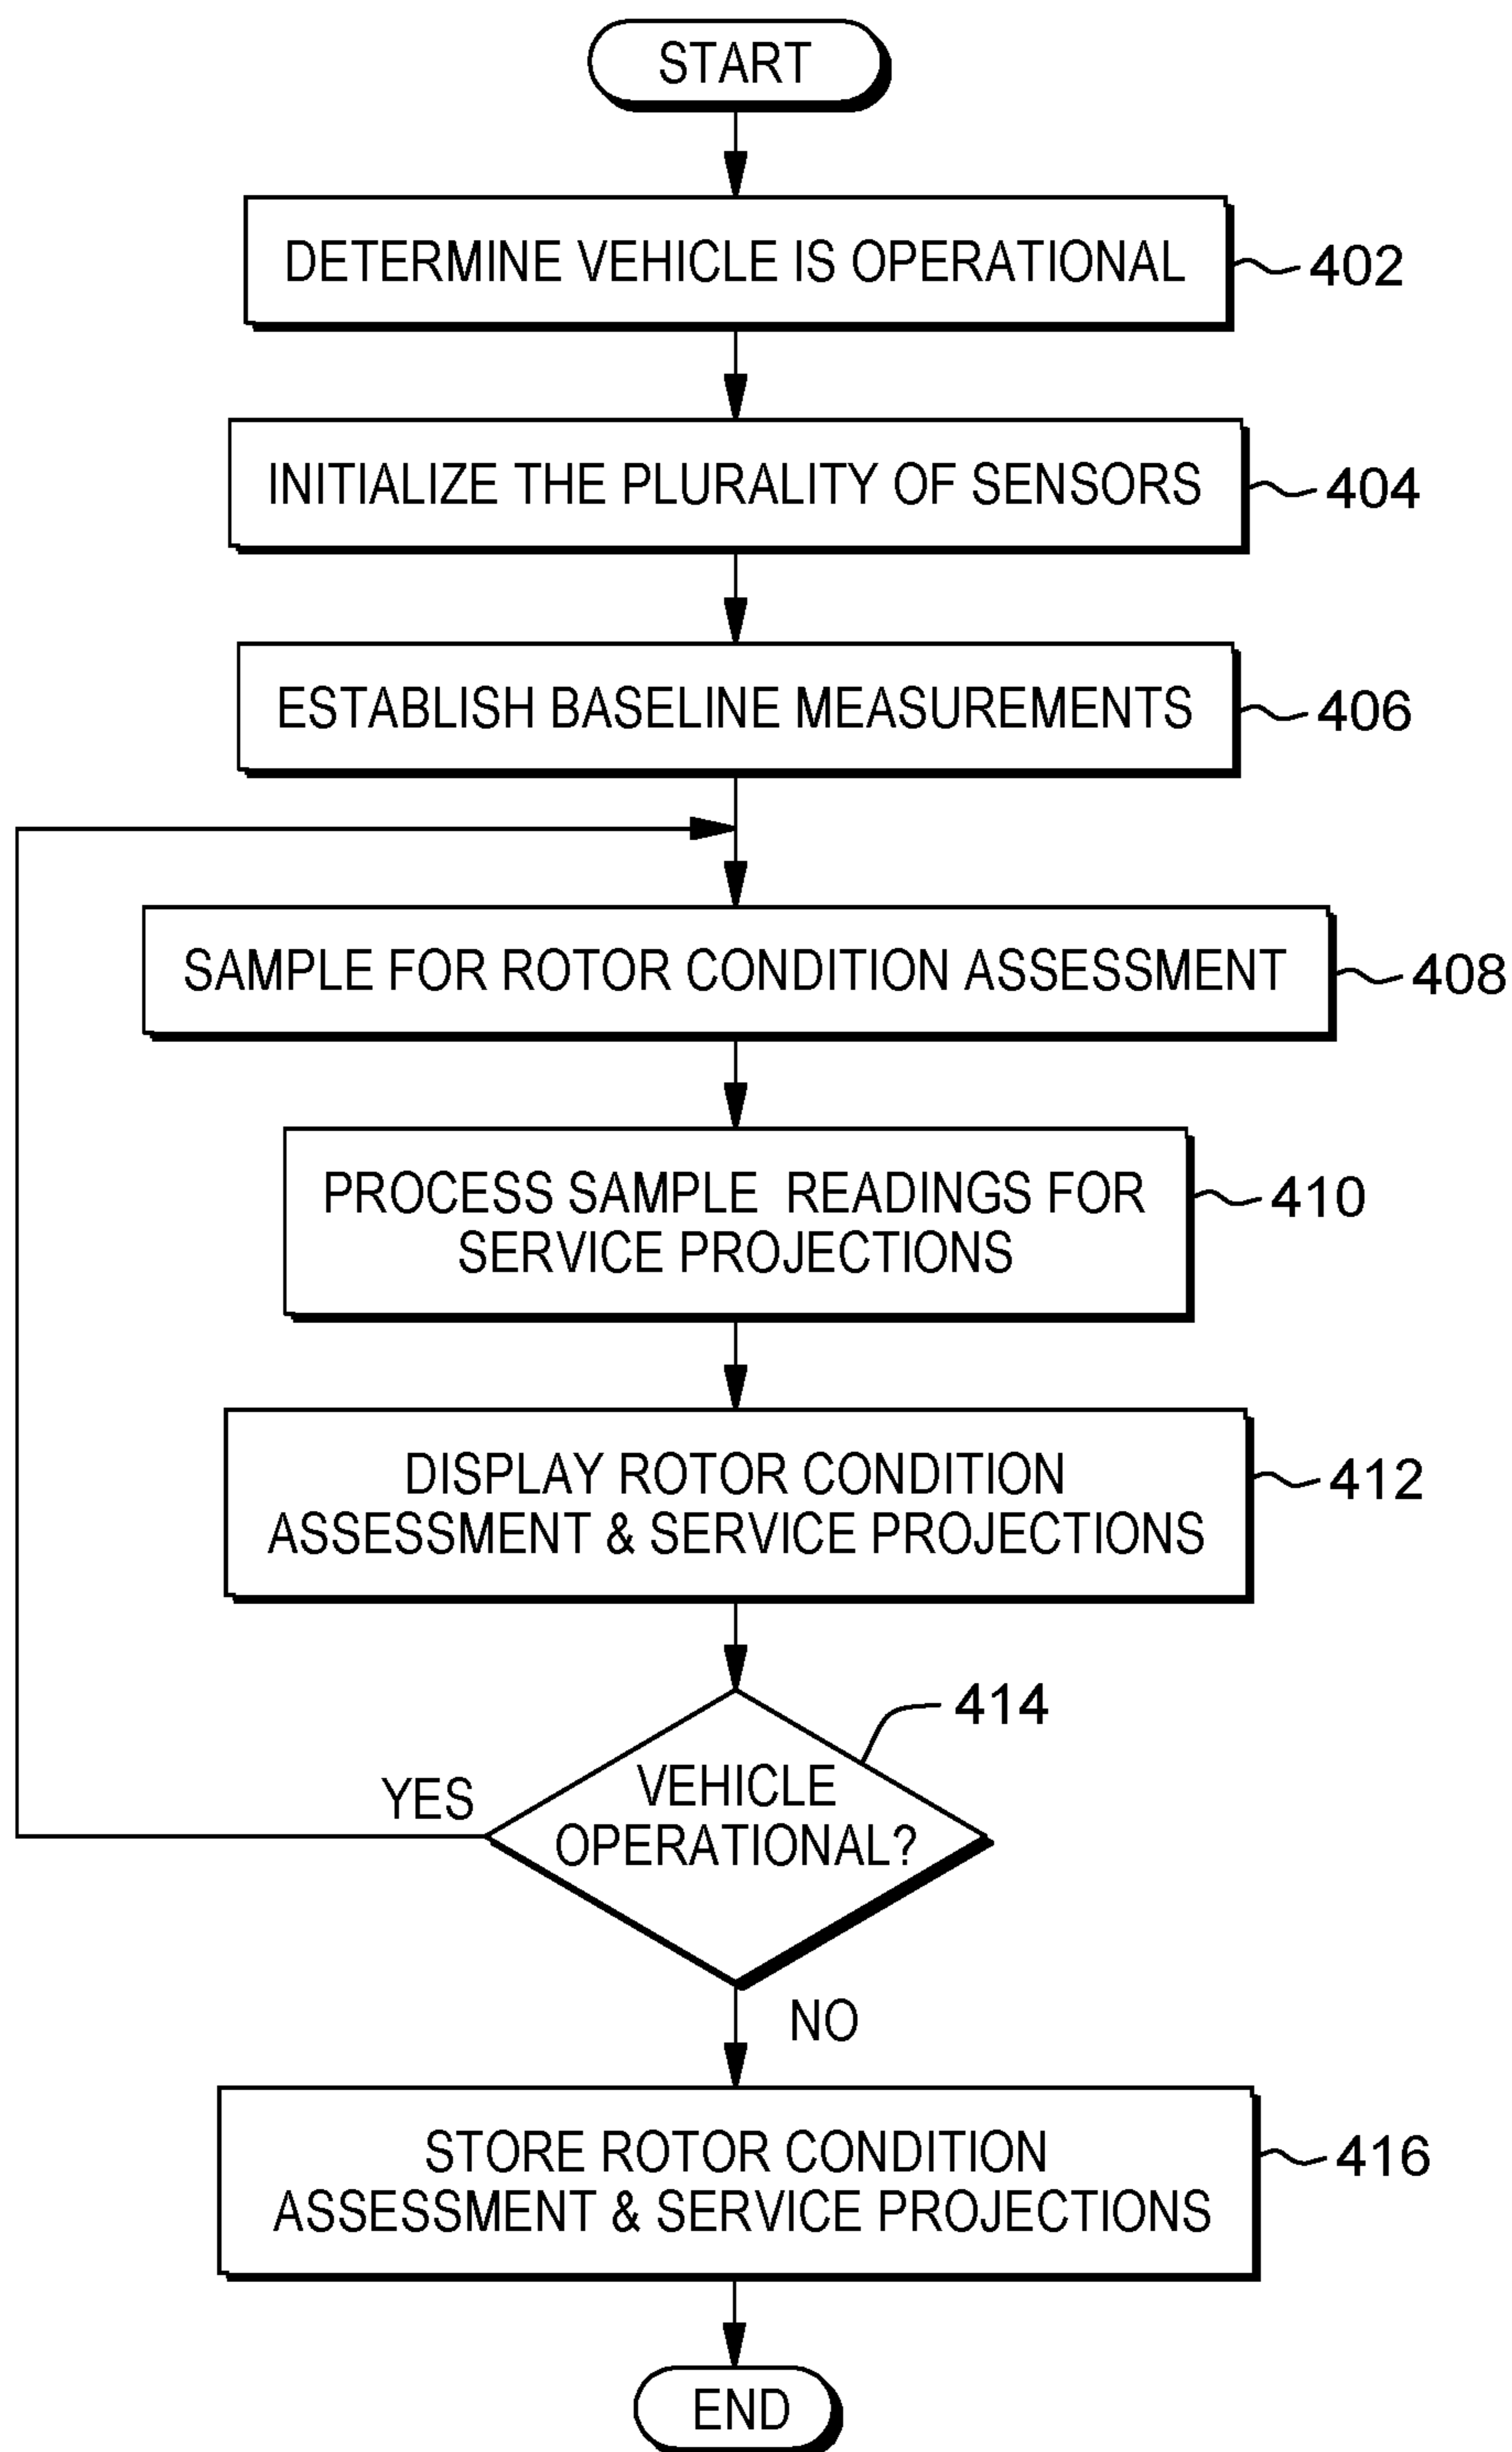 START
DETERMINE VEHICLE IS OPERATIONAL
402
INITIALIZE THE PLURALITY OF SENSORS
404
ESTABLISH BASELINE MEASUREMENTS
406
SAMPLE FOR ROTOR CONDITION ASSESSMENT
408
PROCESS SAMPLE READINGS FOR
SERVICE PROJECTIONS
410
DISPLAY ROTOR CONDITION
ASSESSMENT & SERVICE PROJECTIONS
412
414
VEHICLE
OPERATIONAL?
YES
NO
STORE ROTOR CONDITION
ASSESSMENT & SERVICE PROJECTIONS
416
END